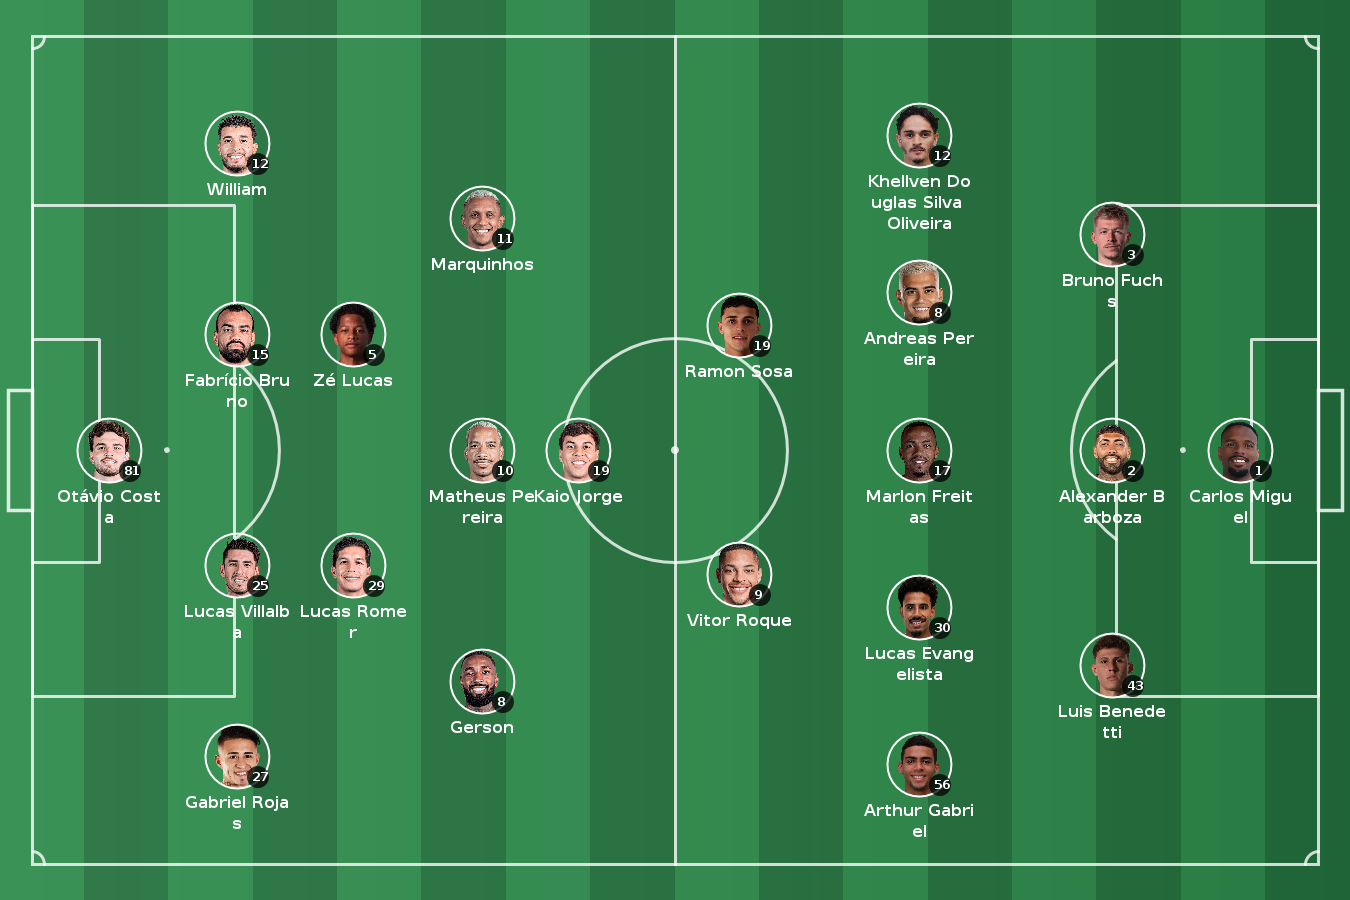 12
William
15
Fabrício Bru
no
81
Otávio Cost
a
25
Lucas Villalb
a
27
Gabriel Roja
s
5
Zé Lucas
29
Lucas Rome
r
11
Marquinhos
10
Matheus Pe
reira
8
Gerson
19
Kaio Jorge
19
Ramon Sosa
9
Vitor Roque
12
Khellven Do
uglas Silva
Oliveira
8
Andreas Per
eira
17
Marlon Freit
as
30
Lucas Evang
elista
56
Arthur Gabri
el
3
Bruno Fuch
s
2
Alexander B
arboza
43
Luis Benede
tti
1
Carlos Migu
el